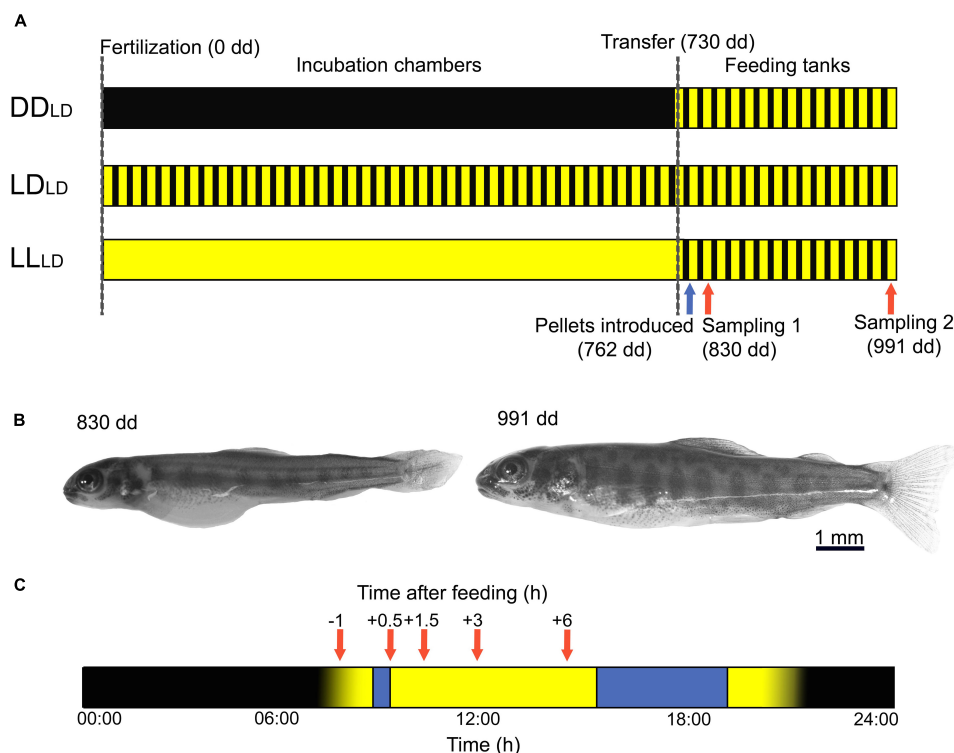 A
Fertilization (0 dd)
Transfer (730 dd)
Incubation chambers
Feeding tanks
DDLD
LDLD
LLLD
Pellets introduced
(762 dd)
Sampling 1
(830 dd)
Sampling 2
(991 dd)
B
830 dd
991 dd
1 mm
C
Time after feeding (h)
-1 +0.5 +1.5 +3 +6
00:00 06:00 12:00 18:00 24:00
Time (h)